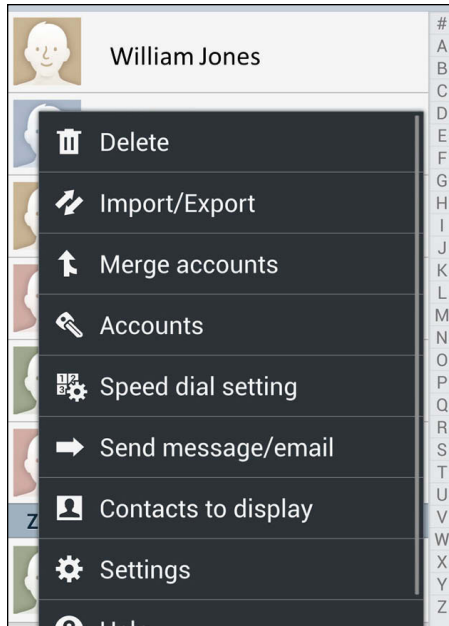 William Jones
Delete
Import/Export
Merge accounts
Accounts
Speed dial setting
Send message/email
Contacts to display
Settings
Z
#
A
B
C
D
E
F
G
H
I
J
K
L
M
N
O
P
Q
R
S
T
U
V
W
X
Y
Z